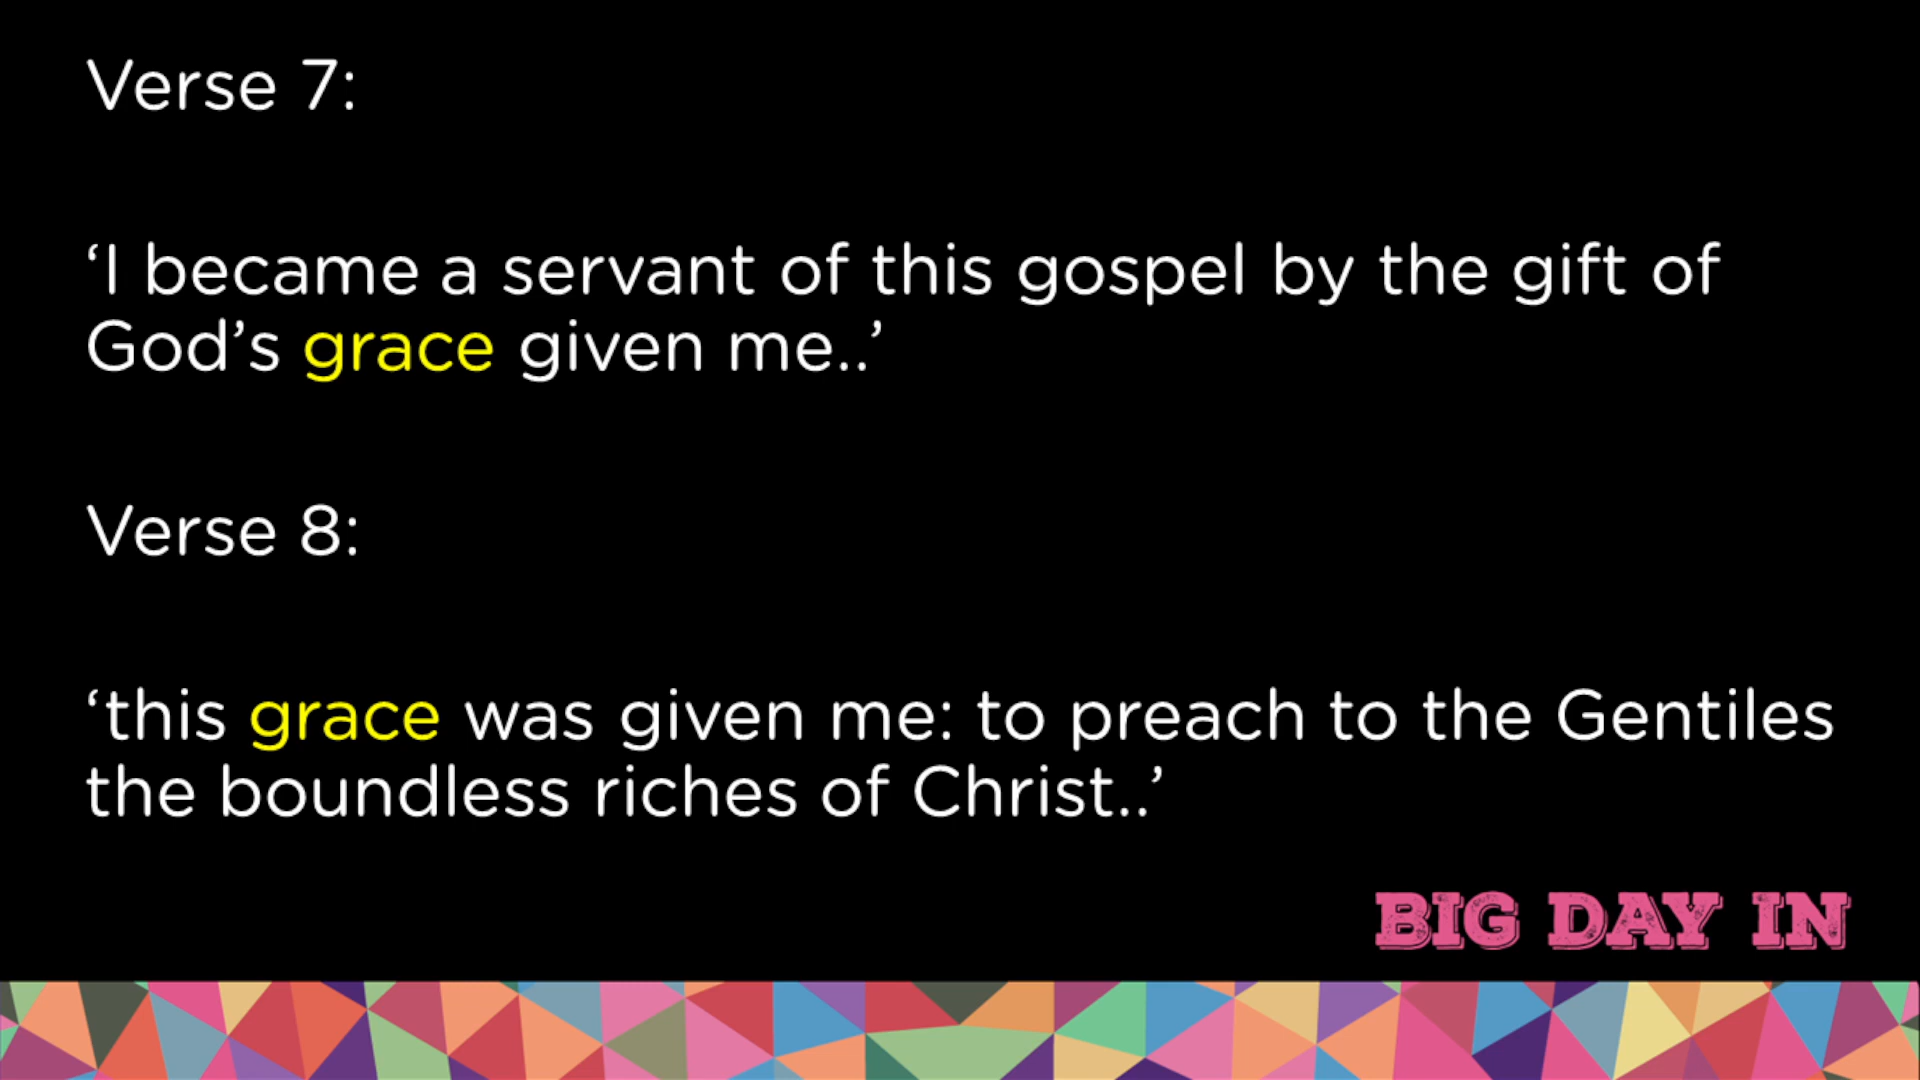 Verse 7:
‘I became a servant of this gospel by the gift of
God’s grace given me..’
Verse 8:
‘this grace was given me: to preach to the Gentiles
the boundless riches of Christ..’
BIG DAY IN